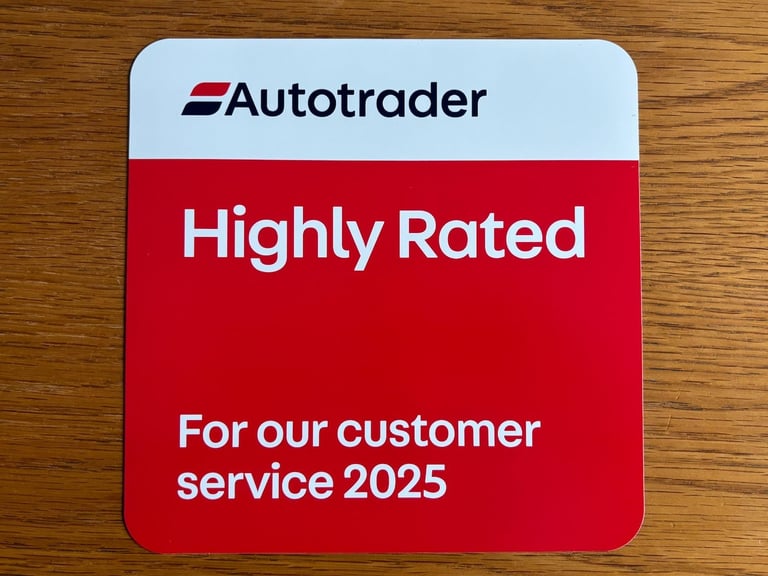 Autotrader
Highly Rated
For our customer
service 2025